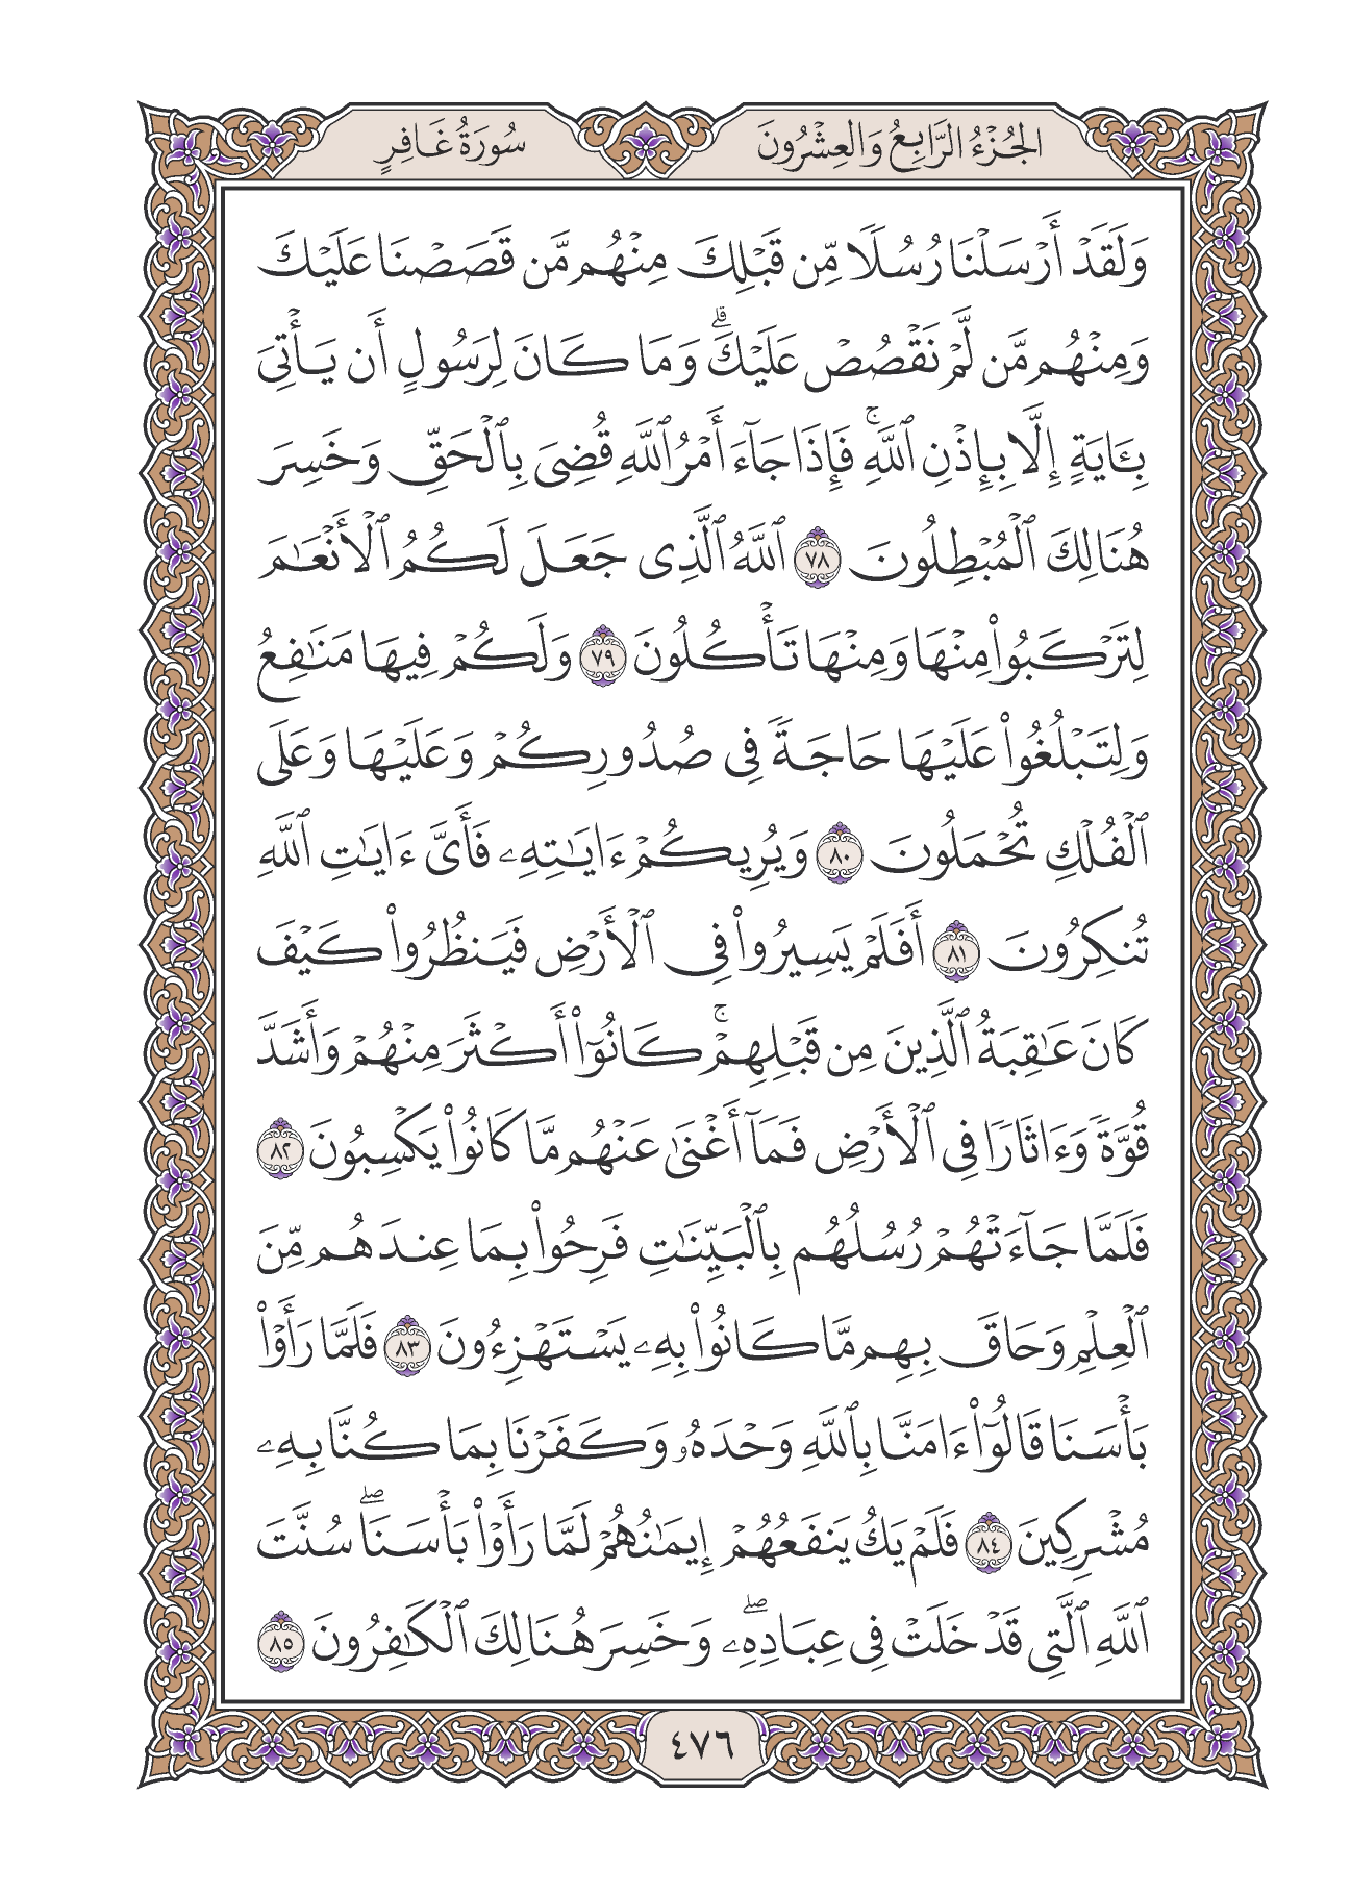 الجُزْءُ الرَّابِعُ وَالعِشْرُونَ
سُورَةُ غَافِرٍ
وَلَقَدْ أَرْسَلْنَا رُسُلًا مِّن قَبْلِكَ مِنْهُم مَّن قَصَصْنَا عَلَيْكَ
وَمِنْهُم مَّن لَّمْ نَقْصُصْ عَلَيْكَۗ وَمَا كَانَ لِرَسُولٍ أَن يَأْتِىَ
بِـَٔايَةٍ إِلَّا بِإِذْنِ ٱللَّهِۚ فَإِذَا جَآءَ أَمْرُ ٱللَّهِ قُضِىَ بِٱلْحَقِّ وَخَسِرَ
هُنَالِكَ ٱلْمُبْطِلُونَ ٧٨ ٱللَّهُ ٱلَّذِى جَعَلَ لَكُمُ ٱلْأَنْعَٰمَ
لِتَرْكَبُوا۟ مِنْهَا وَمِنْهَا تَأْكُلُونَ ٧٩ وَلَكُمْ فِيهَا مَنَٰفِعُ
وَلِتَبْلُغُوا۟ عَلَيْهَا حَاجَةً فِى صُدُورِكُمْ وَعَلَيْهَا وَعَلَى
ٱلْفُلْكِ تُحْمَلُونَ ٨٠ وَيُرِيكُمْ ءَايَٰتِهِۦ فَأَىَّ ءَايَٰتِ ٱللَّهِ
تُنكِرُونَ ٨١ أَفَلَمْ يَسِيرُوا۟ فِى ٱلْأَرْضِ فَيَنظُرُوا۟ كَيْفَ
كَانَ عَٰقِبَةُ ٱلَّذِينَ مِن قَبْلِهِمْۚ كَانُوٓا۟ أَكْثَرَ مِنْهُمْ وَأَشَدَّ
قُوَّةً وَءَاثَارًا فِى ٱلْأَرْضِ فَمَآ أَغْنَىٰ عَنْهُم مَّا كَانُوا۟ يَكْسِبُونَ ٨٢
فَلَمَّا جَآءَتْهُمْ رُسُلُهُم بِٱلْبَيِّنَٰتِ فَرِحُوا۟ بِمَا عِندَهُم مِّنَ
ٱلْعِلْمِ وَحَاقَ بِهِم مَّا كَانُوا۟ بِهِۦ يَسْتَهْزِءُونَ ٨٣ فَلَمَّا رَأَوْا۟
بَأْسَنَا قَالُوٓا۟ ءَامَنَّا بِٱللَّهِ وَحْدَهُۥ وَكَفَرْنَا بِمَا كُنَّا بِهِۦ
مُشْرِكِينَ ٨٤ فَلَمْ يَكُ يَنفَعُهُمْ إِيمَٰنُهُمْ لَمَّا رَأَوْا۟ بَأْسَنَاۖ سُنَّتَ
ٱللَّهِ ٱلَّتِى قَدْ خَلَتْ فِى عِبَادِهِۦۖ وَخَسِرَ هُنَالِكَ ٱلْكَٰفِرُونَ ٨٥
٤٧٦